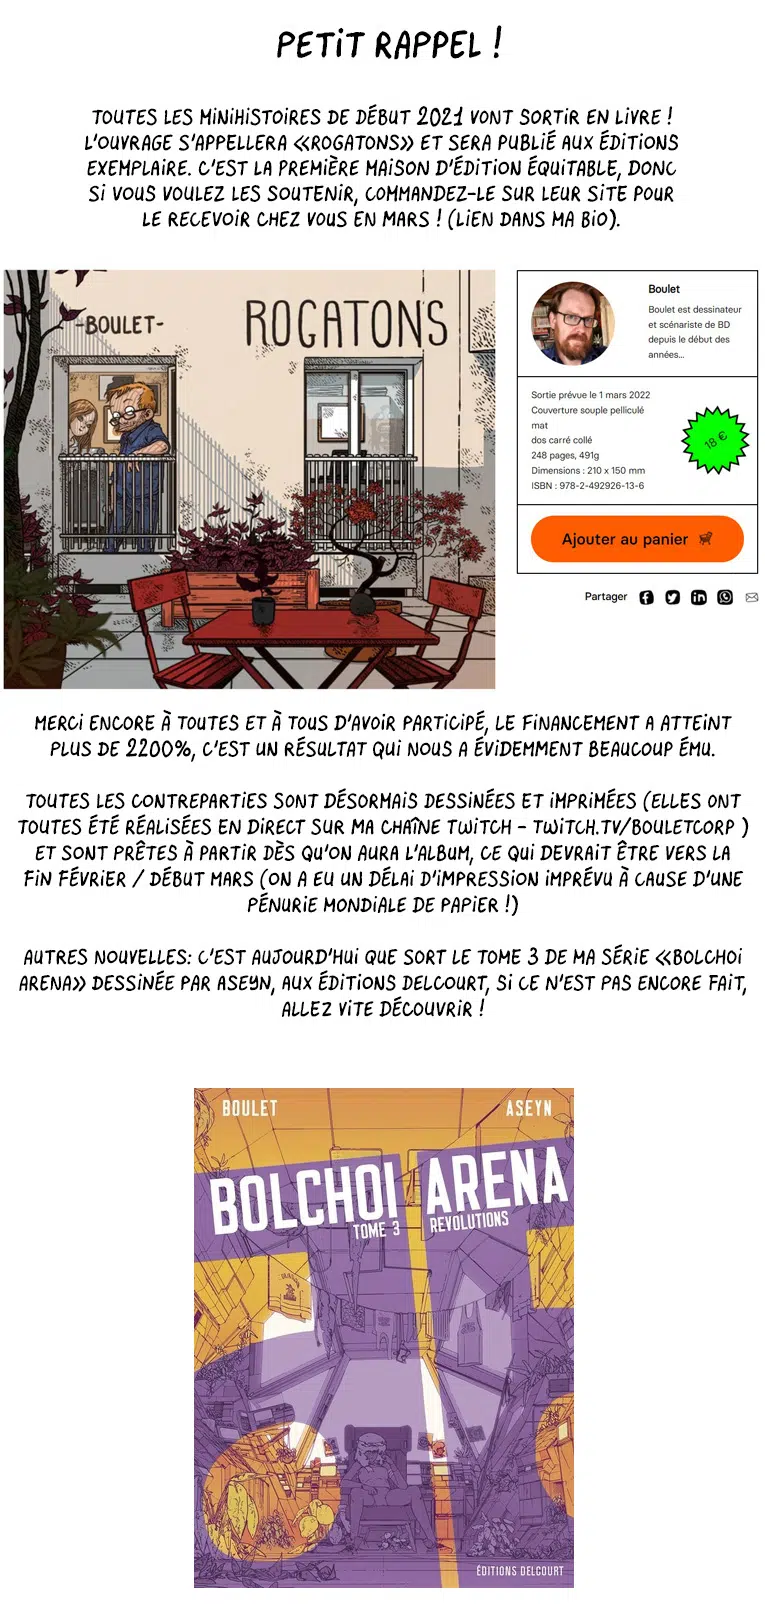 PETIT RAPPEL !
TOUTES LES MINIHISTOIRES DE DÉBUT 2021 VONT SORTIR EN LIVRE !
L'OUVRAGE S'APPELLERA «ROGATONS» ET SERA PUBLIÉ AUX ÉDITIONS
EXEMPLAIRE. C'EST LA PREMIÈRE MAISON D'ÉDITION ÉQUITABLE, DONC
SI VOUS VOULEZ LES SOUTENIR, COMMANDEZ-LE SUR LEUR SITE POUR
LE RECEVOIR CHEZ VOUS EN MARS ! (LIEN DANS MA BIO).
-BOULET-
ROGATONS
Boulet
Boulet est dessinateur
et scénariste de BD
depuis le début des
années...
Sortie prévue le 1 mars 2022
Couverture souple pelliculé
mat
dos carré collé
248 pages, 491g
Dimensions : 210 x 150 mm
ISBN : 978-2-492926-13-6
18 €
Ajouter au panier
Partager
MERCI ENCORE À TOUTES ET À TOUS D'AVOIR PARTICIPÉ, LE FINANCEMENT A ATTEINT
PLUS DE 2200%, C'EST UN RÉSULTAT QUI NOUS A ÉVIDEMMENT BEAUCOUP ÉMU.
TOUTES LES CONTREPARTIES SONT DÉSORMAIS DESSINÉES ET IMPRIMÉES (ELLES ONT
TOUTES ÉTÉ RÉALISÉES EN DIRECT SUR MA CHAÎNE TWITCH - TWITCH.TV/BOULETCORP )
ET SONT PRÊTES À PARTIR DÈS QU'ON AURA L'ALBUM, CE QUI DEVRAIT ÊTRE VERS LA
FIN FÉVRIER / DÉBUT MARS (ON A EU UN DÉLAI D'IMPRESSION IMPRÉVU À CAUSE D'UNE
PÉNURIE MONDIALE DE PAPIER !)
AUTRES NOUVELLES: C'EST AUJOURD'HUI QUE SORT LE TOME 3 DE MA SÉRIE «BOLCHOI
ARENA» DESSINÉE PAR ASEYN, AUX ÉDITIONS DELCOURT, SI CE N'EST PAS ENCORE FAIT,
ALLEZ VITE DÉCOUVRIR !
BOULET
ASEYN
BOLCHOI ARENA
TOME 3 REVOLUTIONS
ÉDITIONS DELCOURT